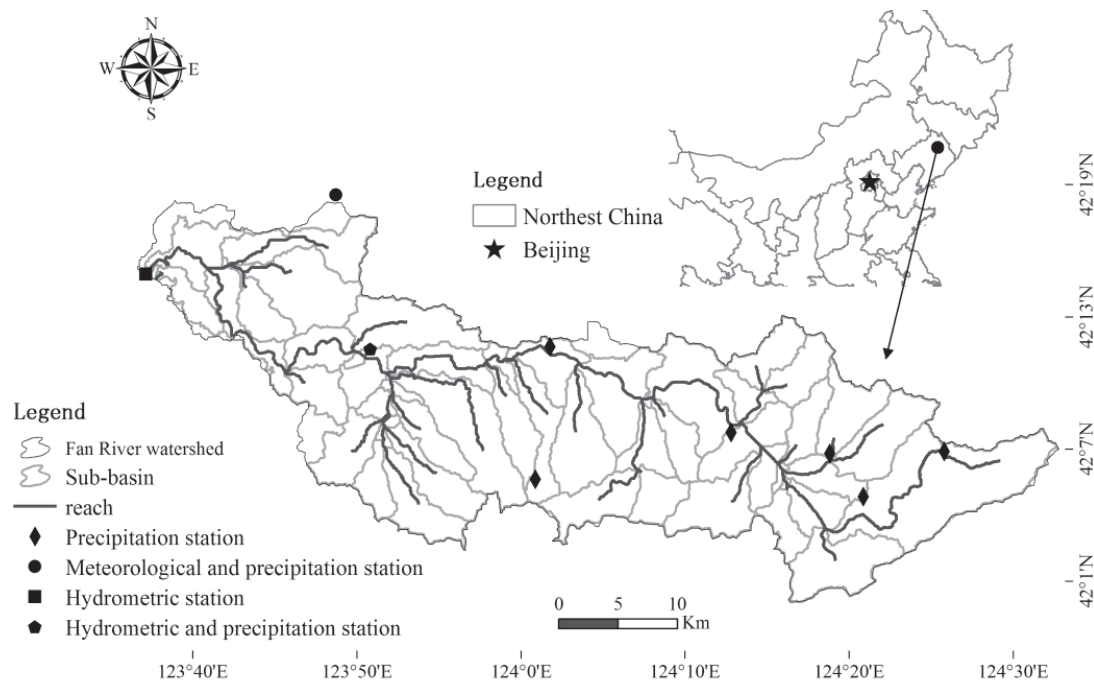 N
W E
S
Legend
Northest China
Beijing
42°19'N
42°13'N
42°7'N
42°1'N
Legend
Fan River watershed
Sub-basin
reach
Precipitation station
Meteorological and precipitation station
Hydrometric station
Hydrometric and precipitation station
0 5 10
Km
123°40'E 123°50'E 124°0'E 124°10'E 124°20'E 124°30'E